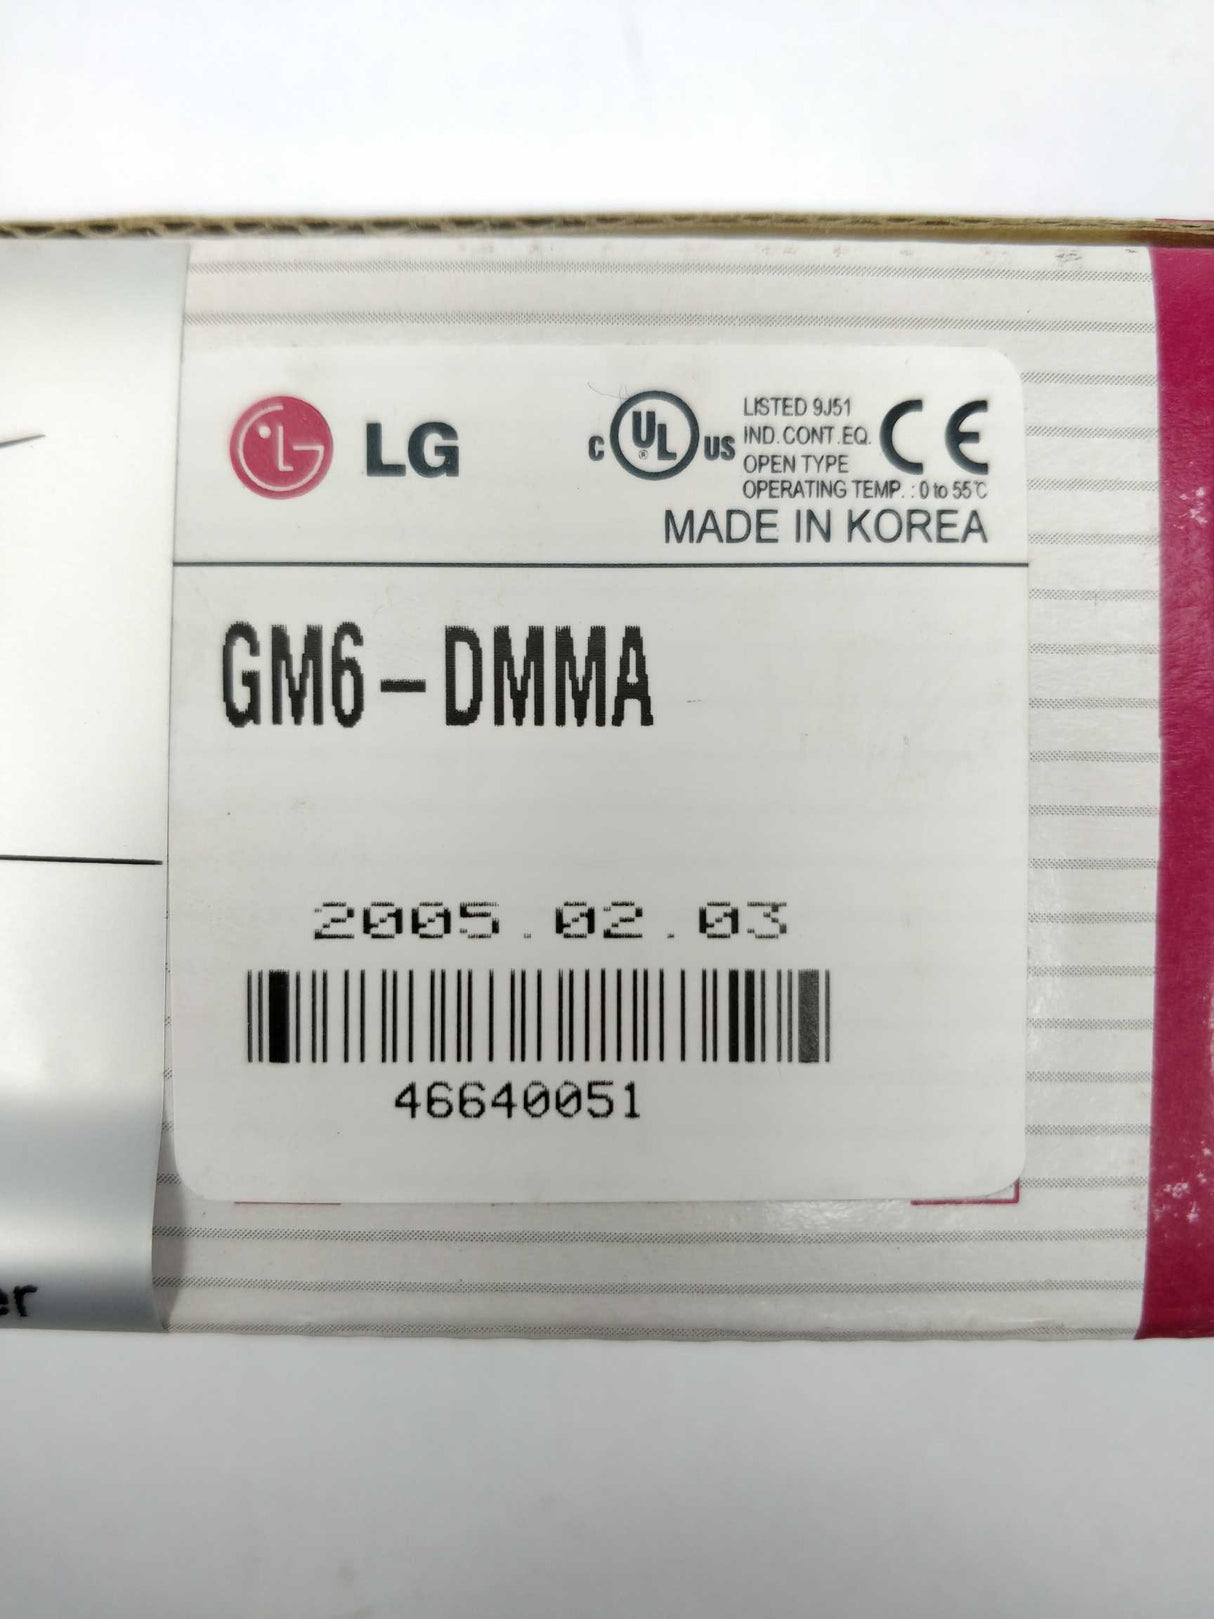 LG
C UL US
LISTED 9J51
IND.CONT.EQ.
OPEN TYPE
OPERATING TEMP. : 0 to 55℃
CE
MADE IN KOREA
GM6-DMMA
2005.02.03
46640051
er